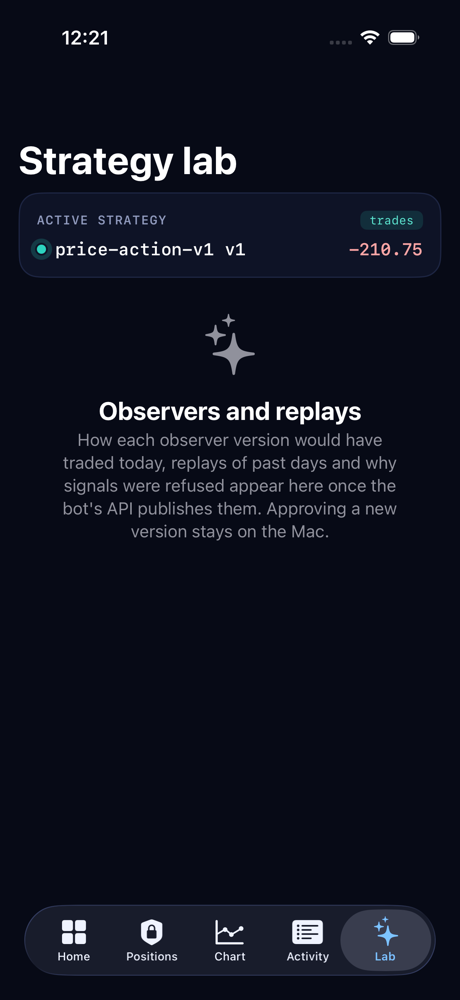 12:21
Strategy lab
ACTIVE STRATEGY
trades
price-action-v1 v1
-210.75
Observers and replays
How each observer version would have
traded today, replays of past days and why
signals were refused appear here once the
bot's API publishes them. Approving a new
version stays on the Mac.
Home
Positions
Chart
Activity
Lab